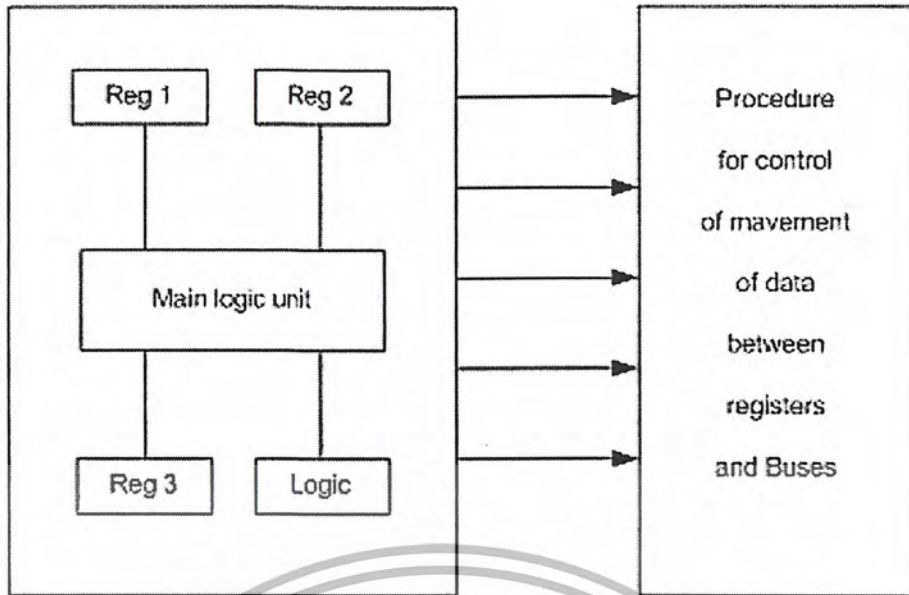 Reg 1
Reg 2
Main logic unit
Reg 3
Logic
Procedure
for control
of mavement
of data
between
registers
and Buses